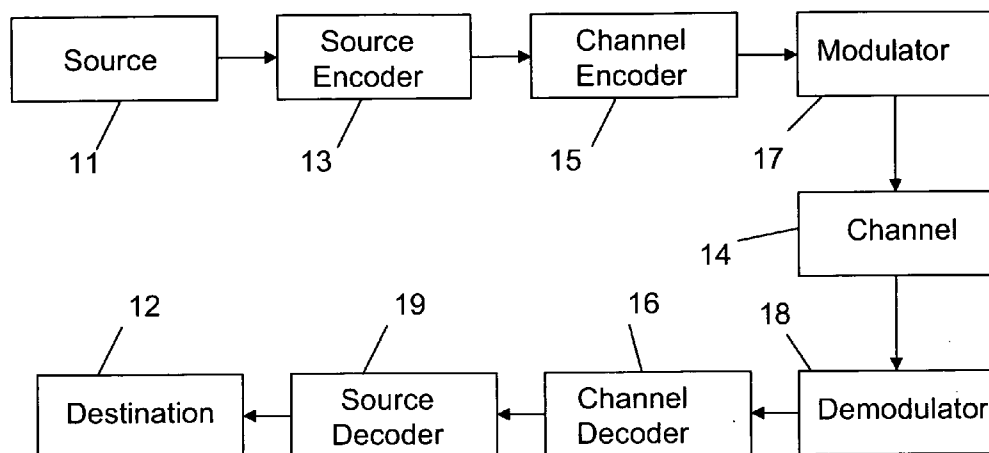 Source
Source
Encoder
Channel
Encoder
Modulator
11
13
15
17
Channel
14
12
19
16
18
Destination
Source
Decoder
Channel
Decoder
Demodulator